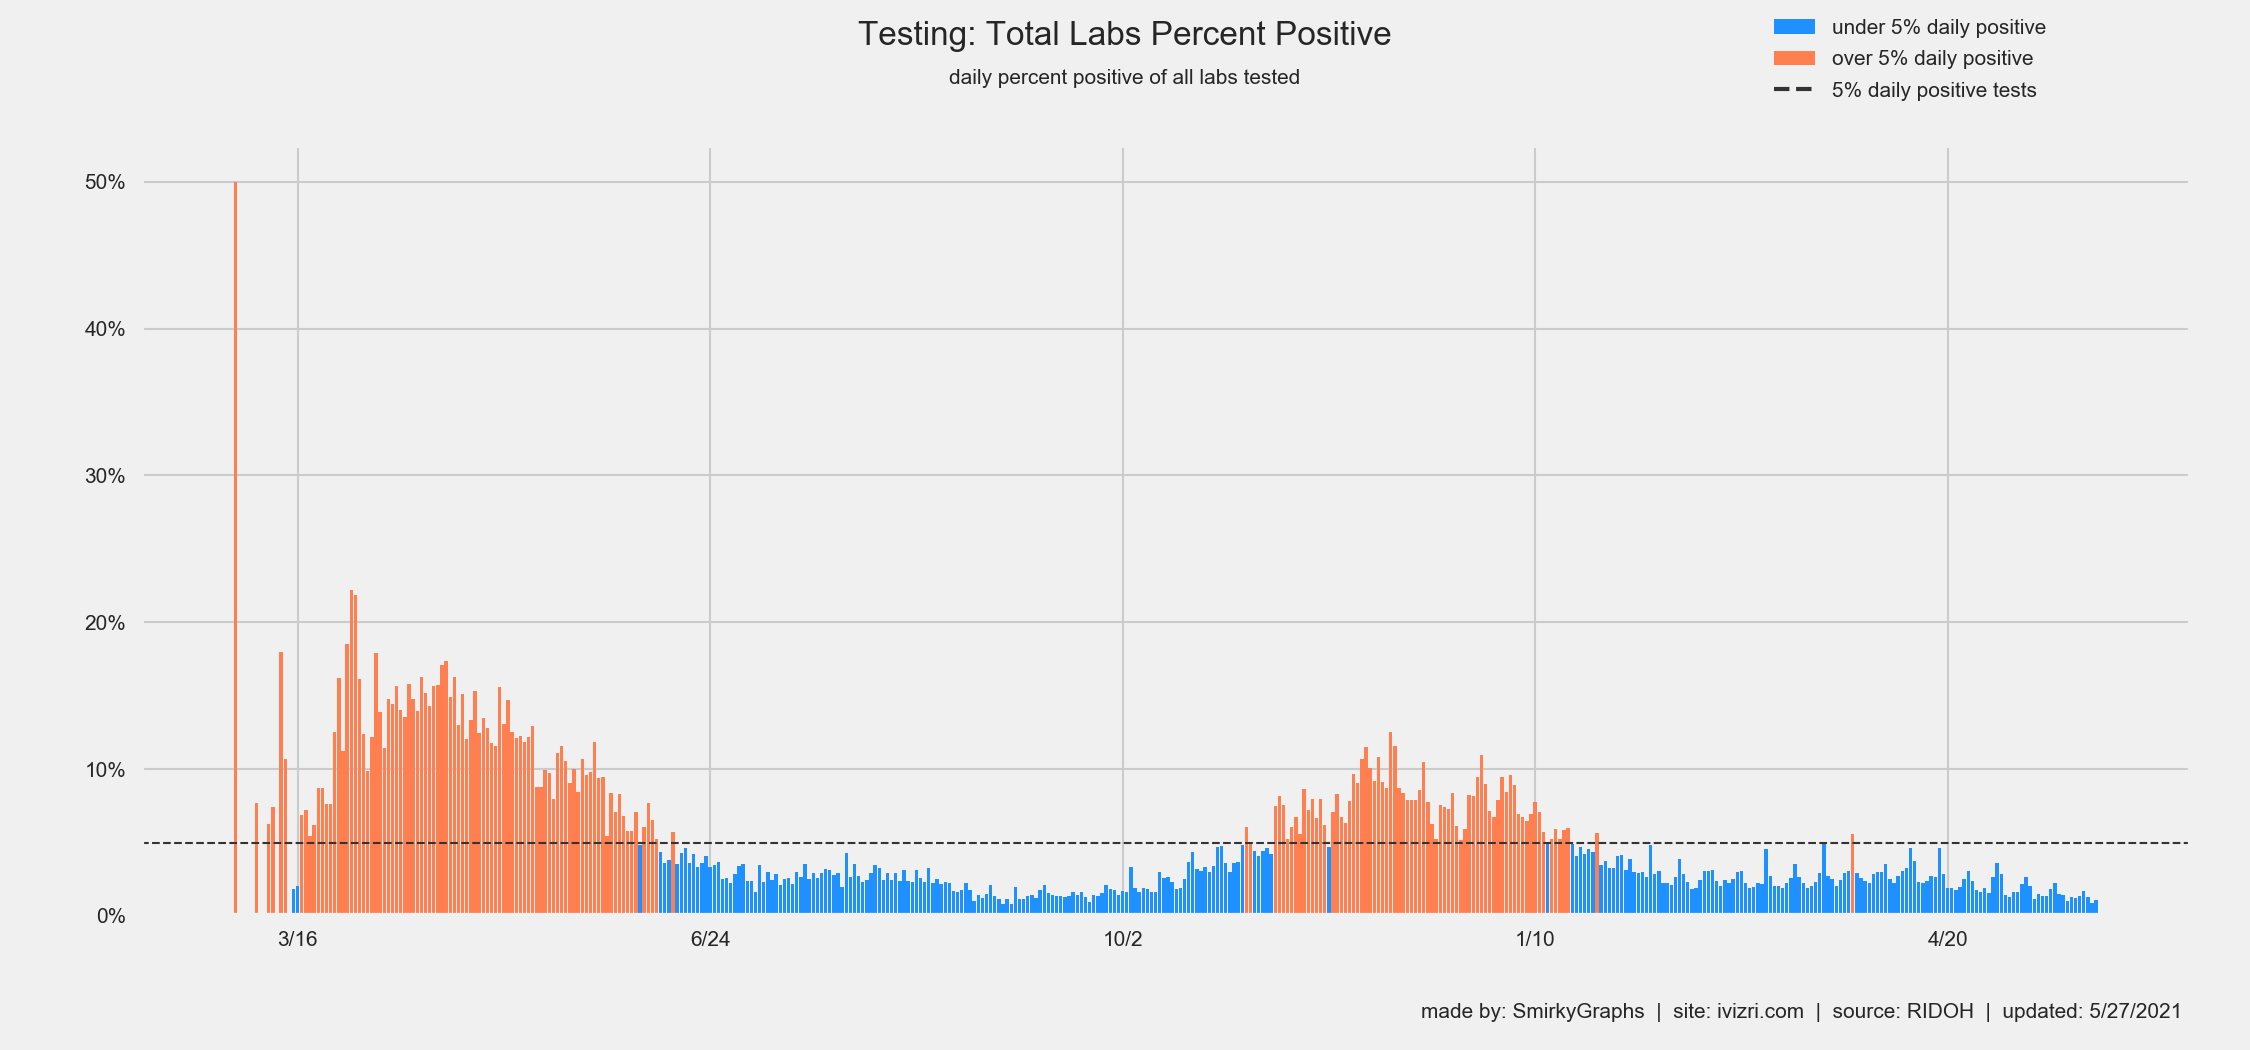 Testing: Total Labs Percent Positive
daily percent positive of all labs tested
under 5% daily positive
over 5% daily positive
5% daily positive tests
50%
40%
30%
20%
10%
0%
3/16 6/24 10/2 1/10 4/20
made by: SmirkyGraphs | site: ivizri.com | source: RIDOH | updated: 5/27/2021